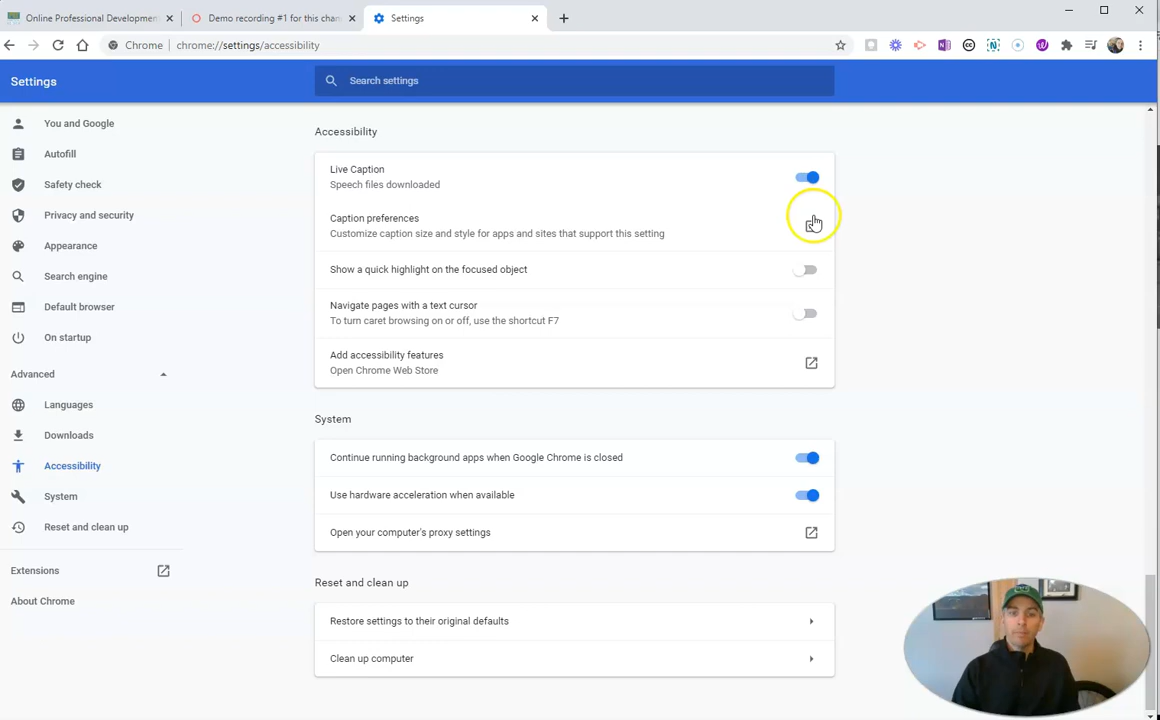 Online Professional Developmen
Demo recording #1 for this chan
Settings
Chrome
chrome://settings/accessibility
Settings
Search settings
You and Google
Autofill
Safety check
Privacy and security
Appearance
Search engine
Default browser
On startup
Advanced
Languages
Downloads
Accessibility
System
Reset and clean up
Extensions
About Chrome
Accessibility
Live Caption
Speech files downloaded
Caption preferences
Customize caption size and style for apps and sites that support this setting
Show a quick highlight on the focused object
Navigate pages with a text cursor
To turn caret browsing on or off, use the shortcut F7
Add accessibility features
Open Chrome Web Store
System
Continue running background apps when Google Chrome is closed
Use hardware acceleration when available
Open your computer's proxy settings
Reset and clean up
Restore settings to their original defaults
Clean up computer